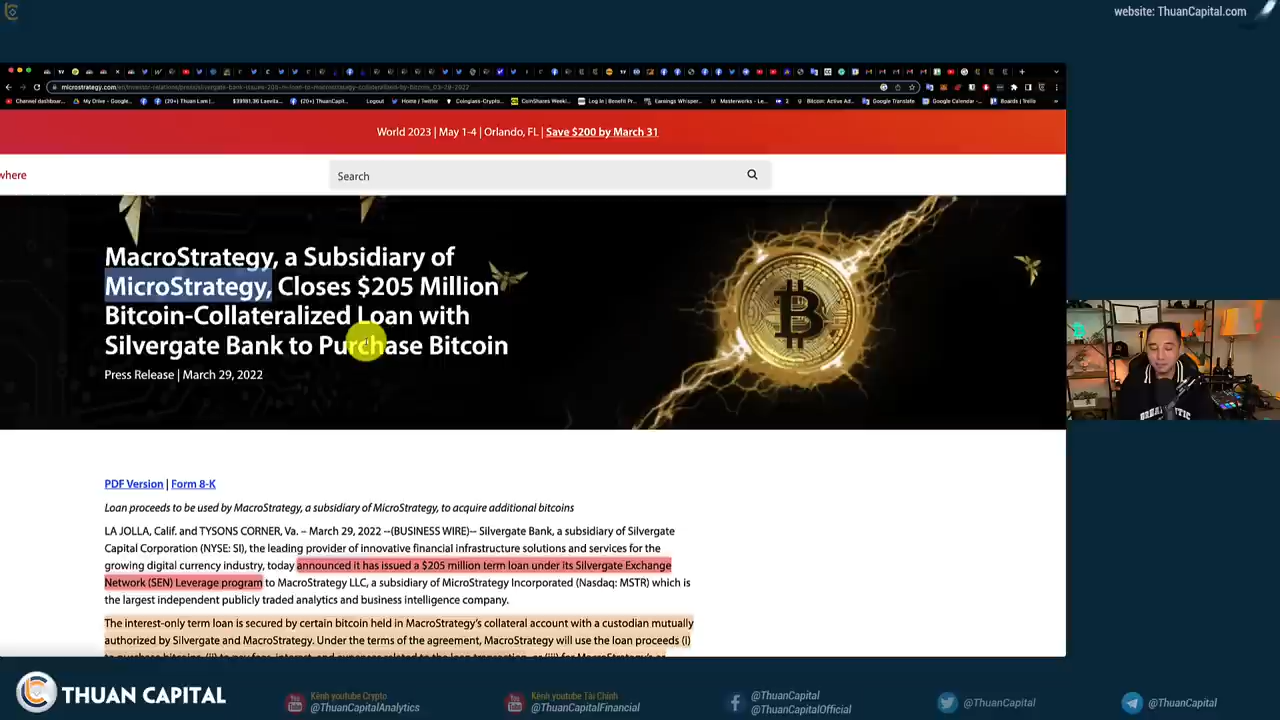 website: ThuanCapital.com
World 2023 | May 1-4 | Orlando, FL | Save $200 by March 31
where
Search
MacroStrategy, a Subsidiary of
MicroStrategy, Closes $205 Million
Bitcoin-Collateralized Loan with
Silvergate Bank to Purchase Bitcoin
Press Release | March 29, 2022
PDF Version | Form 8-K
Loan proceeds to be used by MacroStrategy, a subsidiary of MicroStrategy, to acquire additional bitcoins
LA JOLLA, Calif. and TYSONS CORNER, Va. – March 29, 2022 --(BUSINESS WIRE)-- Silvergate Bank, a subsidiary of Silvergate
Capital Corporation (NYSE: SI), the leading provider of innovative financial infrastructure solutions and services for the
growing digital currency industry, today announced it has issued a $205 million term loan under its Silvergate Exchange
Network (SEN) Leverage program to MacroStrategy LLC, a subsidiary of MicroStrategy Incorporated (Nasdaq: MSTR) which is
the largest independent publicly traded analytics and business intelligence company.
The interest-only term loan is secured by certain bitcoin held in MacroStrategy's collateral account with a custodian mutually
authorized by Silvergate and MacroStrategy. Under the terms of the agreement, MacroStrategy will use the loan proceeds (i)
THUAN CAPITAL
Kênh youtube Crypto
@ThuanCapitalAnalytics
Kênh youtube Tài Chính
@ThuanCapitalFinancial
@ThuanCapital
@ThuanCapitalOfficial
@ThuanCapital
@ThuanCapital